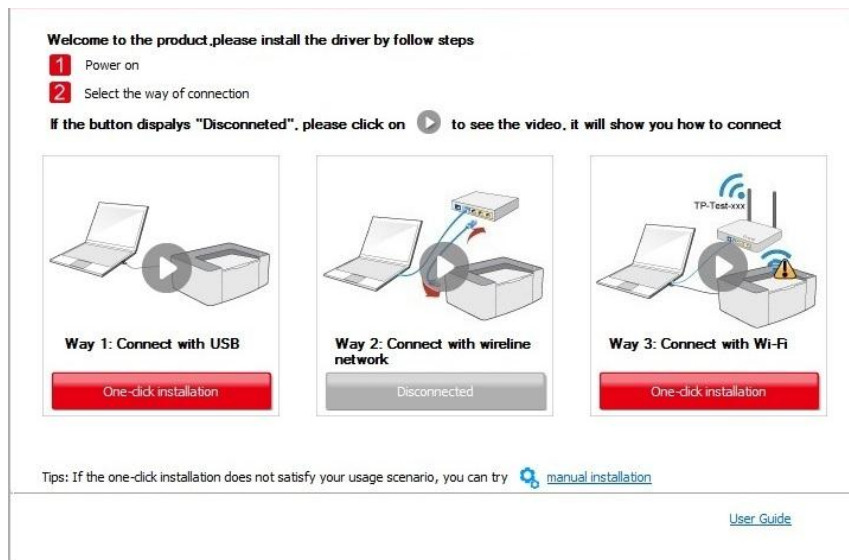 Welcome to the product,please install the driver by follow steps
1 Power on
2 Select the way of connection
If the button dispalys "Disconneted", please click on to see the video, it will show you how to connect
TP-Test-xxx
Way 1: Connect with USB
Way 2: Connect with wireline
network
Way 3: Connect with Wi-Fi
One-click installation
Disconnected
One-click installation
Tips: If the one-click installation does not satisfy your usage scenario, you can try manual installation
User Guide